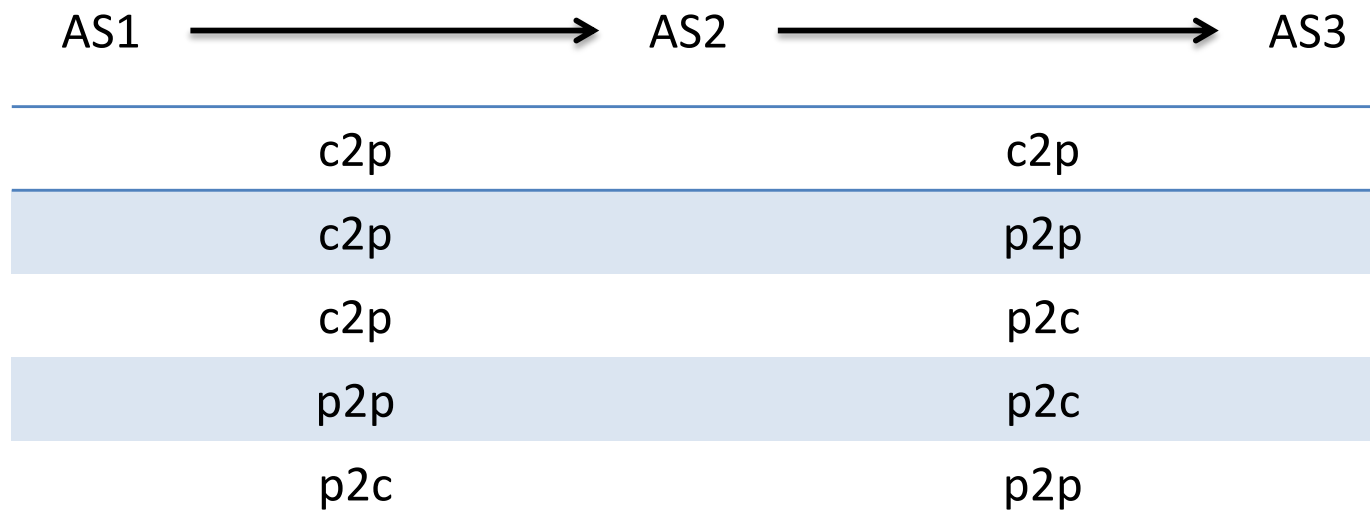 AS1 AS2 AS3
c2p c2p
c2p p2p
c2p p2c
p2p p2c
p2c p2p